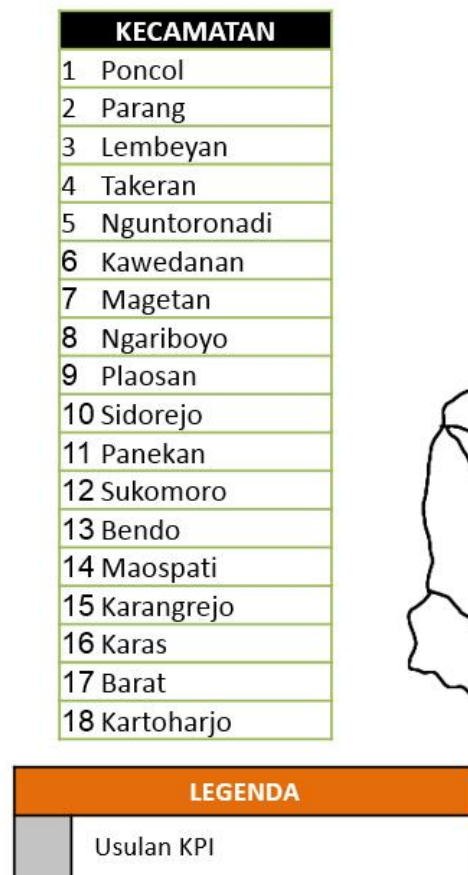 KECAMATAN
1 Poncol
2 Parang
3 Lembeyan
4 Takeran
5 Nguntoronadi
6 Kawedanan
7 Magetan
8 Ngariboyo
9 Plaosan
10 Sidorejo
11 Panekan
12 Sukomoro
13 Bendo
14 Maospati
15 Karangrejo
16 Karas
17 Barat
18 Kartoharjo
LEGENDA
Usulan KPI